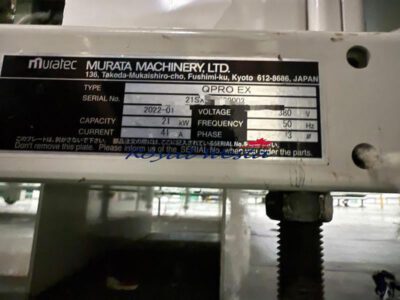 muratec MURATA MACHINERY, LTD.
136, Takeda-Mukaishiro-cho, Fushimi-ku, Kyoto 612-8686, JAPAN
TYPE QPRO EX
SERIAL No.
2022-01 VOLTAGE 380 V
CAPACITY 21 kW FREQUENCY 50 Hz
CURRENT 41 A PHASE 3 ø
Don't remove this plate. Please inform us of the SERIAL No. when you order the parts.